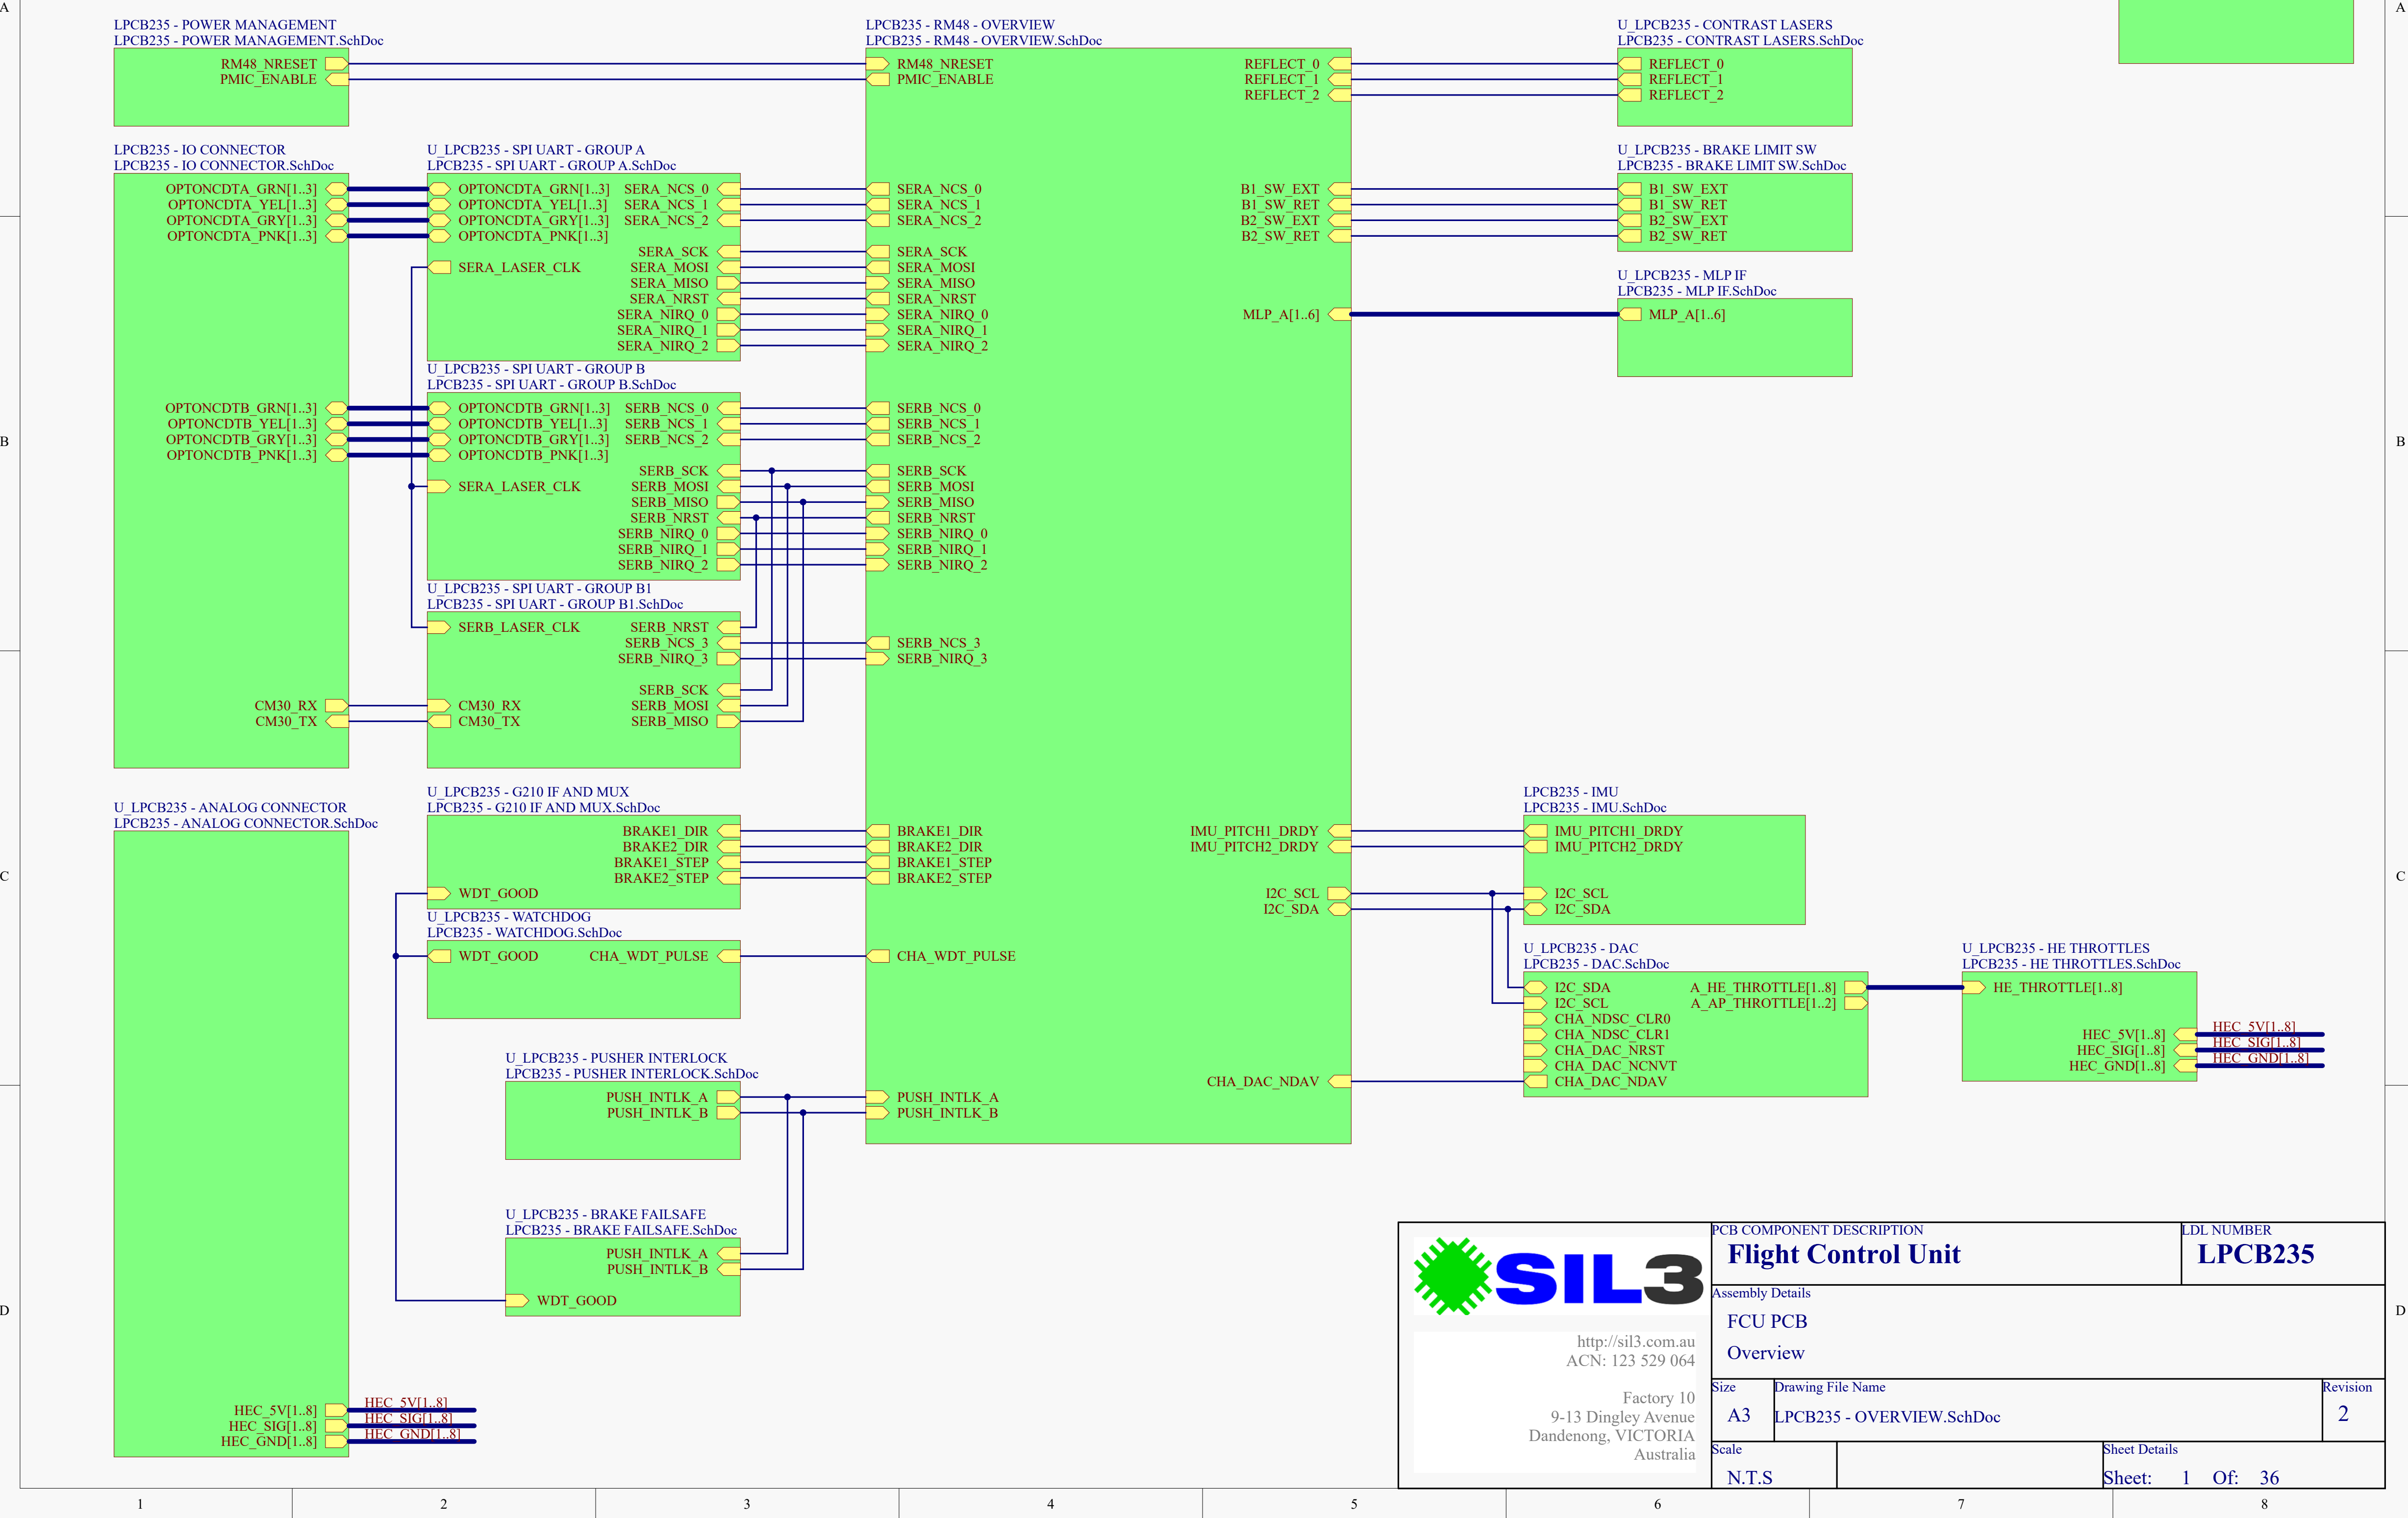 A
A
LPCB235 - POWER MANAGEMENT
LPCB235 - POWER MANAGEMENT.SchDoc
RM48_NRESET
PMIC_ENABLE
LPCB235 - RM48 - OVERVIEW
LPCB235 - RM48 - OVERVIEW.SchDoc
RM48_NRESET
PMIC_ENABLE
REFLECT_0
REFLECT_1
REFLECT_2
U_LPCB235 - CONTRAST LASERS
LPCB235 - CONTRAST LASERS.SchDoc
REFLECT_0
REFLECT_1
REFLECT_2
LPCB235 - IO CONNECTOR
LPCB235 - IO CONNECTOR.SchDoc
OPTONCDTA_GRN[1..3]
OPTONCDTA_YEL[1..3]
OPTONCDTA_GRY[1..3]
OPTONCDTA_PNK[1..3]
OPTONCDTB_GRN[1..3]
OPTONCDTB_YEL[1..3]
OPTONCDTB_GRY[1..3]
OPTONCDTB_PNK[1..3]
CM30_RX
CM30_TX
U_LPCB235 - SPI UART - GROUP A
LPCB235 - SPI UART - GROUP A.SchDoc
OPTONCDTA_GRN[1..3]
OPTONCDTA_YEL[1..3]
OPTONCDTA_GRY[1..3]
OPTONCDTA_PNK[1..3]
SERA_LASER_CLK
SERA_NCS_0
SERA_NCS_1
SERA_NCS_2
SERA_SCK
SERA_MOSI
SERA_MISO
SERA_NRST
SERA_NIRQ_0
SERA_NIRQ_1
SERA_NIRQ_2
SERA_NCS_0
SERA_NCS_1
SERA_NCS_2
SERA_SCK
SERA_MOSI
SERA_MISO
SERA_NRST
SERA_NIRQ_0
SERA_NIRQ_1
SERA_NIRQ_2
B1_SW_EXT
B1_SW_RET
B2_SW_EXT
B2_SW_RET
MLP_A[1..6]
U_LPCB235 - BRAKE LIMIT SW
LPCB235 - BRAKE LIMIT SW.SchDoc
B1_SW_EXT
B1_SW_RET
B2_SW_EXT
B2_SW_RET
U_LPCB235 - MLP IF
LPCB235 - MLP IF.SchDoc
MLP_A[1..6]
U_LPCB235 - SPI UART - GROUP B
LPCB235 - SPI UART - GROUP B.SchDoc
OPTONCDTB_GRN[1..3]
OPTONCDTB_YEL[1..3]
OPTONCDTB_GRY[1..3]
OPTONCDTB_PNK[1..3]
SERA_LASER_CLK
SERB_NCS_0
SERB_NCS_1
SERB_NCS_2
SERB_SCK
SERB_MOSI
SERB_MISO
SERB_NRST
SERB_NIRQ_0
SERB_NIRQ_1
SERB_NIRQ_2
SERB_NCS_0
SERB_NCS_1
SERB_NCS_2
SERB_SCK
SERB_MOSI
SERB_MISO
SERB_NRST
SERB_NIRQ_0
SERB_NIRQ_1
SERB_NIRQ_2
B
B
U_LPCB235 - SPI UART - GROUP B1
LPCB235 - SPI UART - GROUP B1.SchDoc
SERB_LASER_CLK
CM30_RX
CM30_TX
SERB_NRST
SERB_NCS_3
SERB_NIRQ_3
SERB_SCK
SERB_MOSI
SERB_MISO
SERB_NCS_3
SERB_NIRQ_3
U_LPCB235 - ANALOG CONNECTOR
LPCB235 - ANALOG CONNECTOR.SchDoc
U_LPCB235 - G210 IF AND MUX
LPCB235 - G210 IF AND MUX.SchDoc
BRAKE1_DIR
BRAKE2_DIR
BRAKE1_STEP
BRAKE2_STEP
WDT_GOOD
BRAKE1_DIR
BRAKE2_DIR
BRAKE1_STEP
BRAKE2_STEP
IMU_PITCH1_DRDY
IMU_PITCH2_DRDY
I2C_SCL
I2C_SDA
LPCB235 - IMU
LPCB235 - IMU.SchDoc
IMU_PITCH1_DRDY
IMU_PITCH2_DRDY
I2C_SCL
I2C_SDA
C
C
U_LPCB235 - WATCHDOG
LPCB235 - WATCHDOG.SchDoc
WDT_GOOD
CHA_WDT_PULSE
CHA_WDT_PULSE
U_LPCB235 - DAC
LPCB235 - DAC.SchDoc
I2C_SDA
I2C_SCL
CHA_NDSC_CLR0
CHA_NDSC_CLR1
CHA_DAC_NRST
CHA_DAC_NCNVT
CHA_DAC_NDAV
A_HE_THROTTLE[1..8]
A_AP_THROTTLE[1..2]
CHA_DAC_NDAV
U_LPCB235 - HE THROTTLES
LPCB235 - HE THROTTLES.SchDoc
HE_THROTTLE[1..8]
HEC_5V[1..8]
HEC_SIG[1..8]
HEC_GND[1..8]
HEC_5V[1..8]
HEC_SIG[1..8]
HEC_GND[1..8]
U_LPCB235 - PUSHER INTERLOCK
LPCB235 - PUSHER INTERLOCK.SchDoc
PUSH_INTLK_A
PUSH_INTLK_B
PUSH_INTLK_A
PUSH_INTLK_B
U_LPCB235 - BRAKE FAILSAFE
LPCB235 - BRAKE FAILSAFE.SchDoc
PUSH_INTLK_A
PUSH_INTLK_B
WDT_GOOD
D
D
HEC_5V[1..8]
HEC_SIG[1..8]
HEC_GND[1..8]
HEC_5V[1..8]
HEC_SIG[1..8]
HEC_GND[1..8]
SIL3
http://sil3.com.au
ACN: 123 529 064
Factory 10
9-13 Dingley Avenue
Dandenong, VICTORIA
Australia
PCB COMPONENT DESCRIPTION
Flight Control Unit
LDL NUMBER
LPCB235
Assembly Details
FCU PCB
Overview
Size
A3
Drawing File Name
LPCB235 - OVERVIEW.SchDoc
Revision
2
Scale
N.T.S
Sheet Details
Sheet: 1 Of: 36
1 2 3 4 5 6 7 8